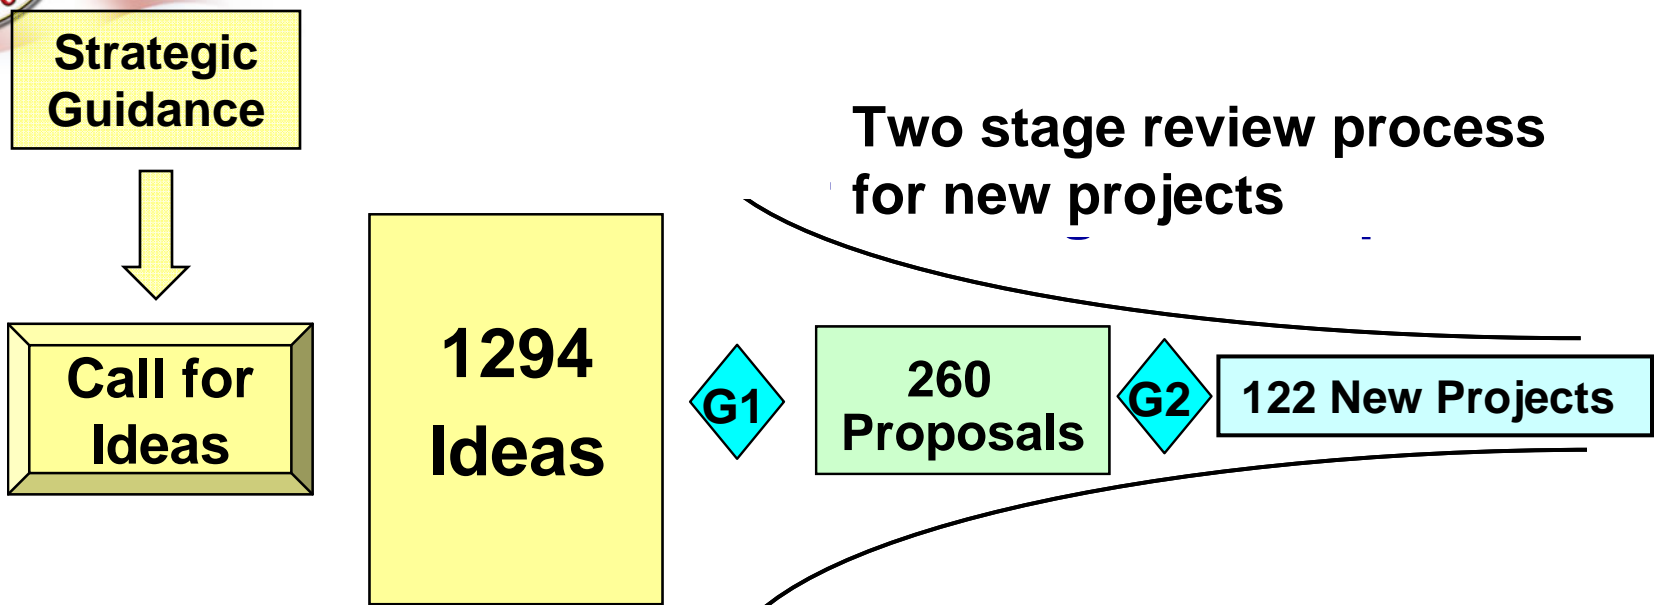 Strategic
Guidance
Two stage review process
for new projects
Call for
Ideas
1294
Ideas
G1
260
Proposals
G2
122 New Projects